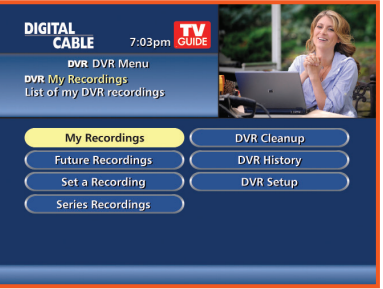 DIGITAL
CABLE
7:03pm
TV
GUIDE
DVR DVR Menu
DVR My Recordings
List of my DVR recordings
My Recordings
DVR Cleanup
Future Recordings
DVR History
Set a Recording
DVR Setup
Series Recordings